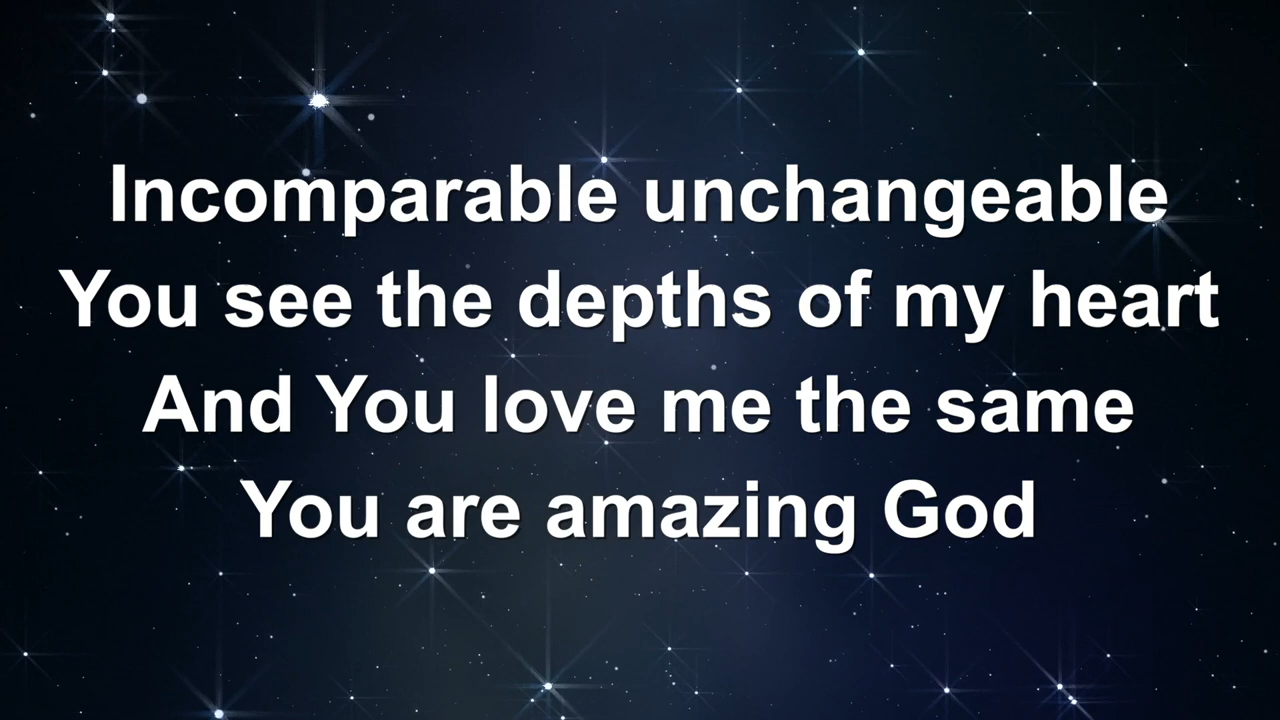 Incomparable unchangeable
You see the depths of my heart
And You love me the same
You are amazing God